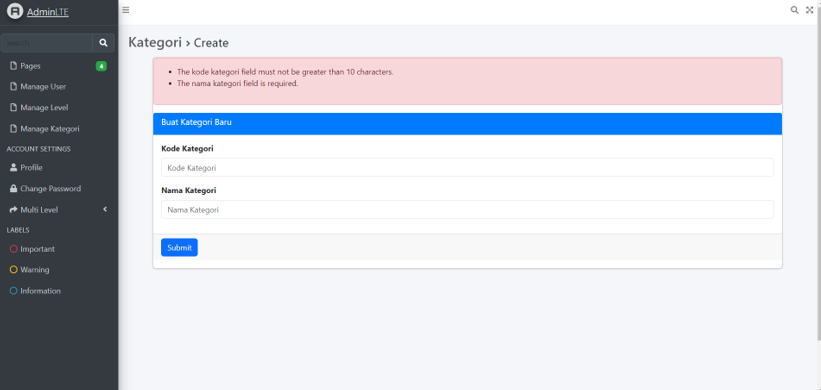 AdminLTE
search
Pages
4
Manage User
Manage Level
Manage Kategori
ACCOUNT SETTINGS
Profile
Change Password
Multi Level
LABELS
Important
Warning
Information
Kategori > Create
The kode kategori field must not be greater than 10 characters.
The nama kategori field is required.
Buat Kategori Baru
Kode Kategori
Kode Kategori
Nama Kategori
Nama Kategori
Submit